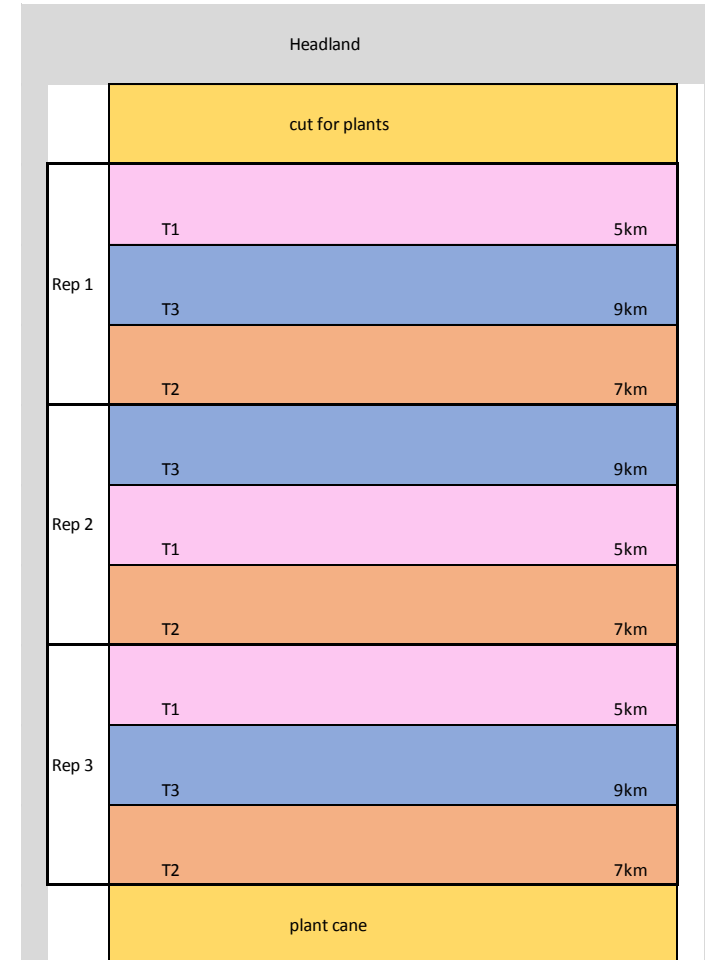 Headland
cut for plants
T1 5km
Rep 1
T3 9km
T2 7km
T3 9km
Rep 2
T1 5km
T2 7km
T1 5km
Rep 3
T3 9km
T2 7km
plant cane